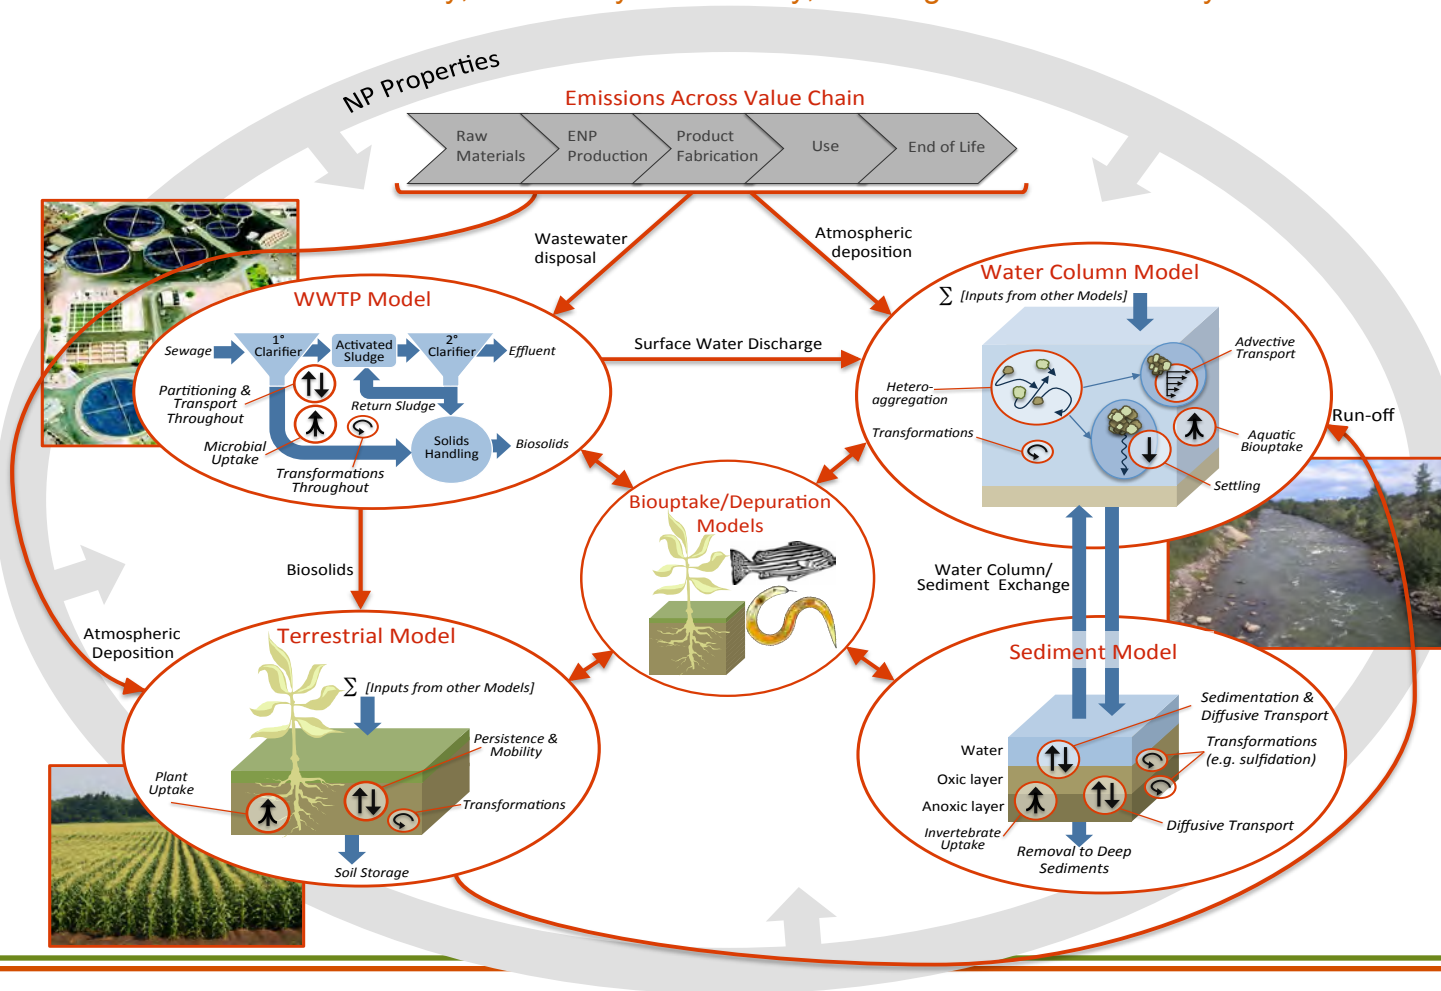 NP Properties
Emissions Across Value Chain
Raw
Materials
ENP
Production
Product
Fabrication
Use
End of Life
Wastewater
disposal
Atmospheric
deposition
WWTP Model
Sewage
1°
Clarifier
Activated
Sludge
2°
Clarifier
Effluent
Partitioning &
Transport
Throughout
Return Sludge
Microbial
Uptake
Transformations
Throughout
Solids
Handling
Biosolids
Surface Water Discharge
Water Column Model
∑ [Inputs from other Models]
Advective
Transport
Hetero-
aggregation
Transformations
Aquatic
Biouptake
Settling
Run-off
Biouptake/Depuration
Models
Biosolids
Water Column/
Sediment Exchange
Atmospheric
Deposition
Terrestrial Model
∑ [Inputs from other Models]
Persistence &
Mobility
Plant
Uptake
Transformations
Soil Storage
Sediment Model
Sedimentation &
Diffusive Transport
Water
Oxic layer
Anoxic layer
Transformations
(e.g. sulfidation)
Invertebrate
Uptake
Diffusive Transport
Removal to Deep
Sediments